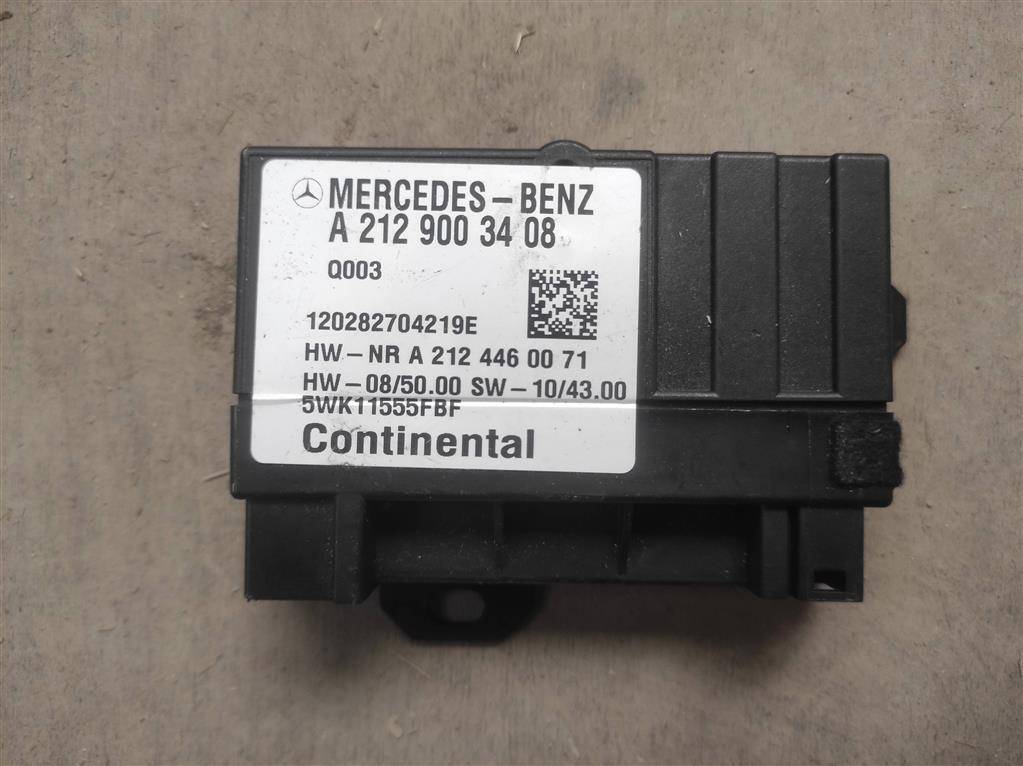 MERCEDES-BENZ
A 212 900 34 08
Q003
120282704219E
HW-NR A 212 446 00 71
HW-08/50.00 SW-10/43.00
5WK11555FBF
Continental